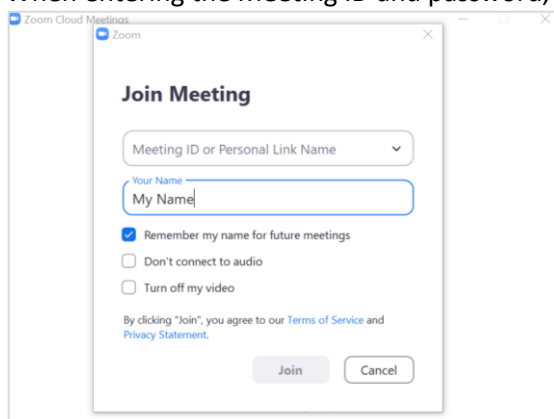 When entering the meeting ID and password,
Zoom Cloud Meetings
Zoom
Join Meeting
Meeting ID or Personal Link Name
Your Name
My Name
Remember my name for future meetings
Don't connect to audio
Turn off my video
By clicking "Join", you agree to our Terms of Service and
Privacy Statement.
Join Cancel